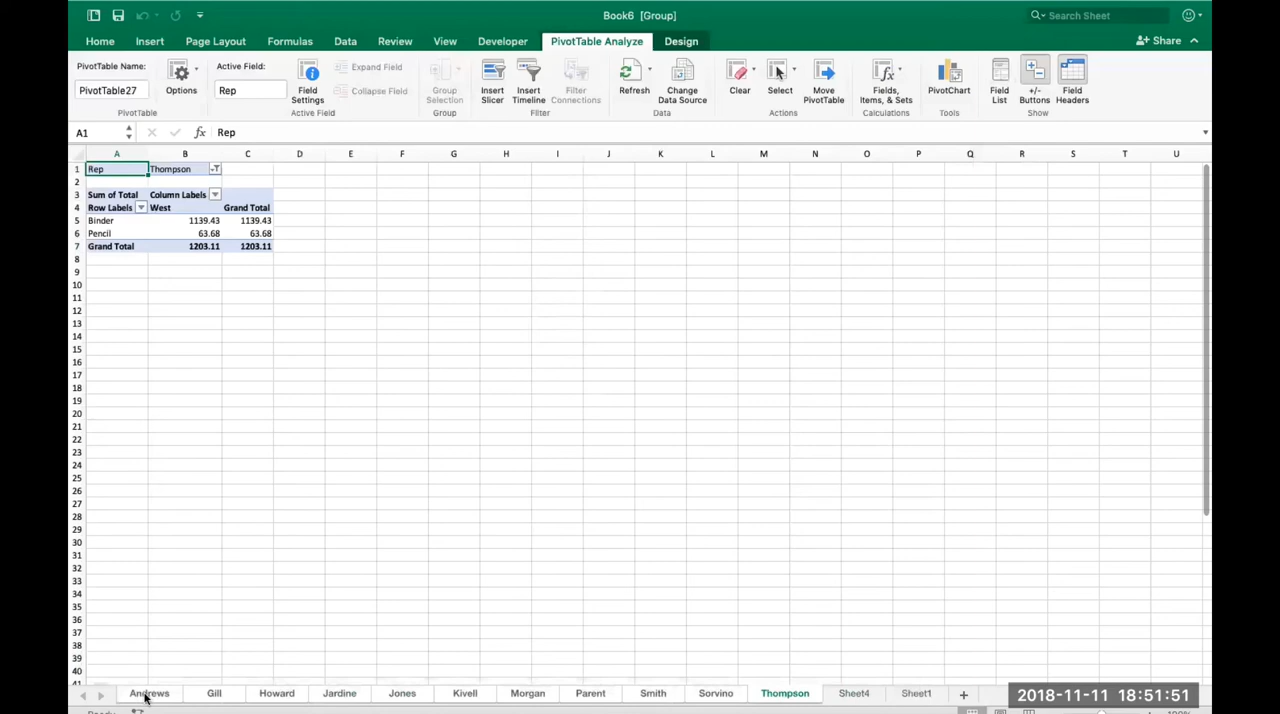 Book6 [Group]
Search Sheet
Home Insert Page Layout Formulas Data Review View Developer PivotTable Analyze Design Share
PivotTable Name:
PivotTable27
Options
PivotTable
Active Field:
Rep
Field Settings
Expand Field
Collapse Field
Active Field
Group Selection
Group
Insert Slicer
Insert Timeline
Filter Connections
Filter
Refresh
Change Data Source
Data
Clear
Select
Move PivotTable
Actions
Fields, Items, & Sets
Calculations
PivotChart
Tools
Field List
+/- Buttons
Field Headers
Show
A1 fx Rep
A B C D E F G H I J K L M N O P Q R S T U
1 Rep Thompson
2
3 Sum of Total Column Labels
4 Row Labels West Grand Total
5 Binder 1139.43 1139.43
6 Pencil 63.68 63.68
7 Grand Total 1203.11 1203.11
8
9
10
11
12
13
14
15
16
17
18
19
20
21
22
23
24
25
26
27
28
29
30
31
32
33
34
35
36
37
38
39
40
Andrews Gill Howard Jardine Jones Kivell Morgan Parent Smith Sorvino Thompson Sheet4 Sheet1 +
2018-11-11 18:51:51